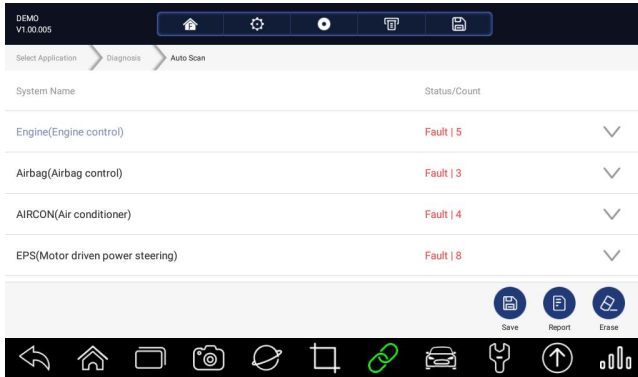 DEMO
V1.00.005
Select Application Diagnosis Auto Scan
System Name Status/Count
Engine(Engine control) Fault | 5
Airbag(Airbag control) Fault | 3
AIRCON(Air conditioner) Fault | 4
EPS(Motor driven power steering) Fault | 8
Save Report Erase